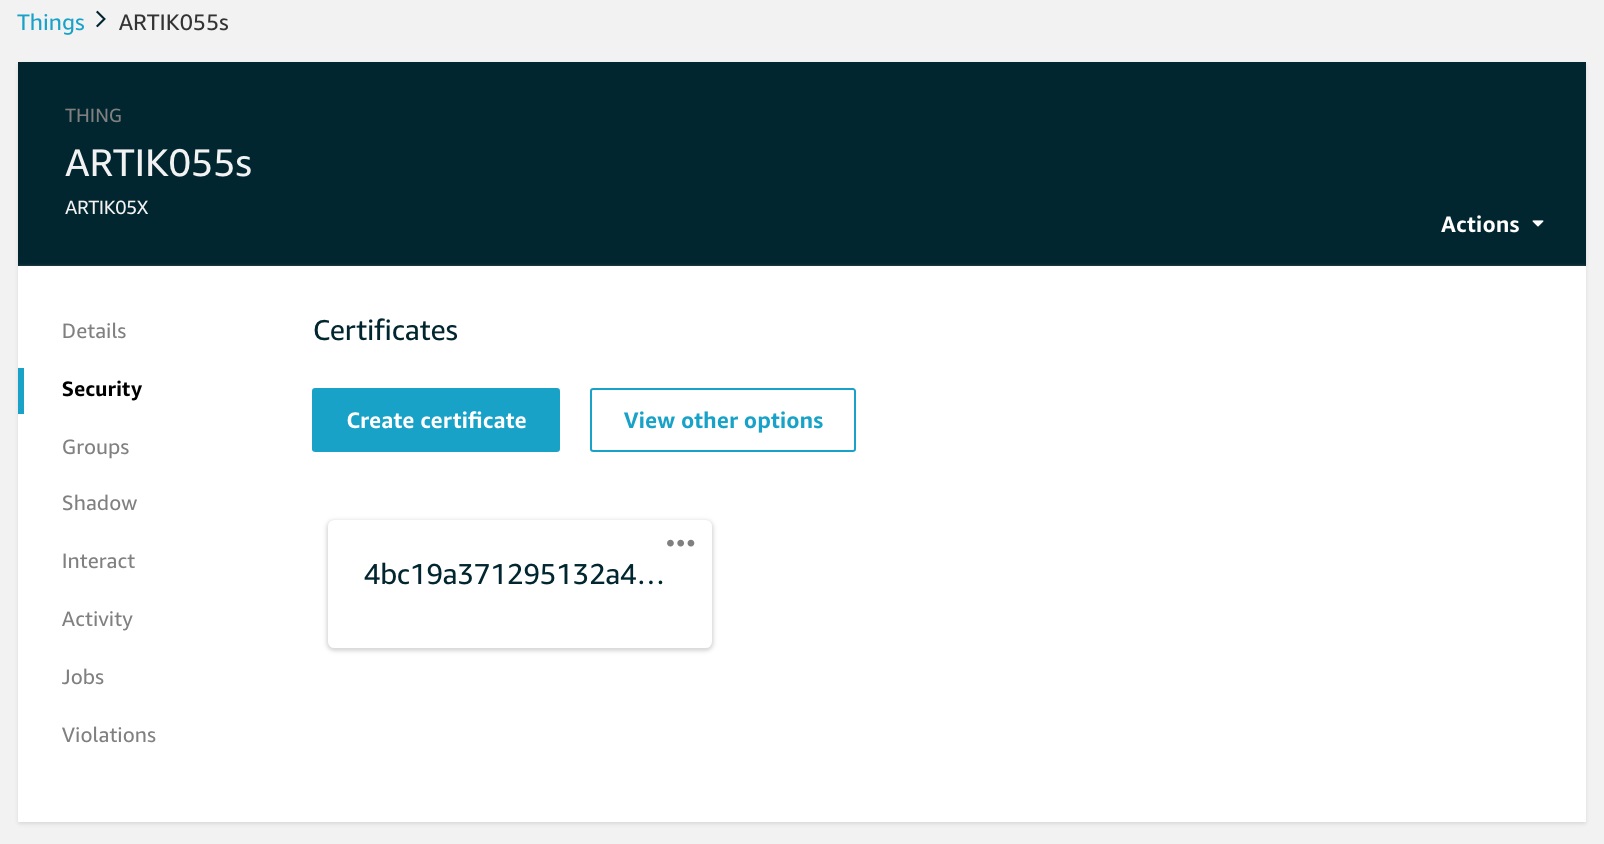 Things > ARTIK055s
THING
ARTIK055s
ARTIK05X
Actions
Details
Security
Groups
Shadow
Interact
Activity
Jobs
Violations
Certificates
Create certificate
View other options
4bc19a371295132a4...